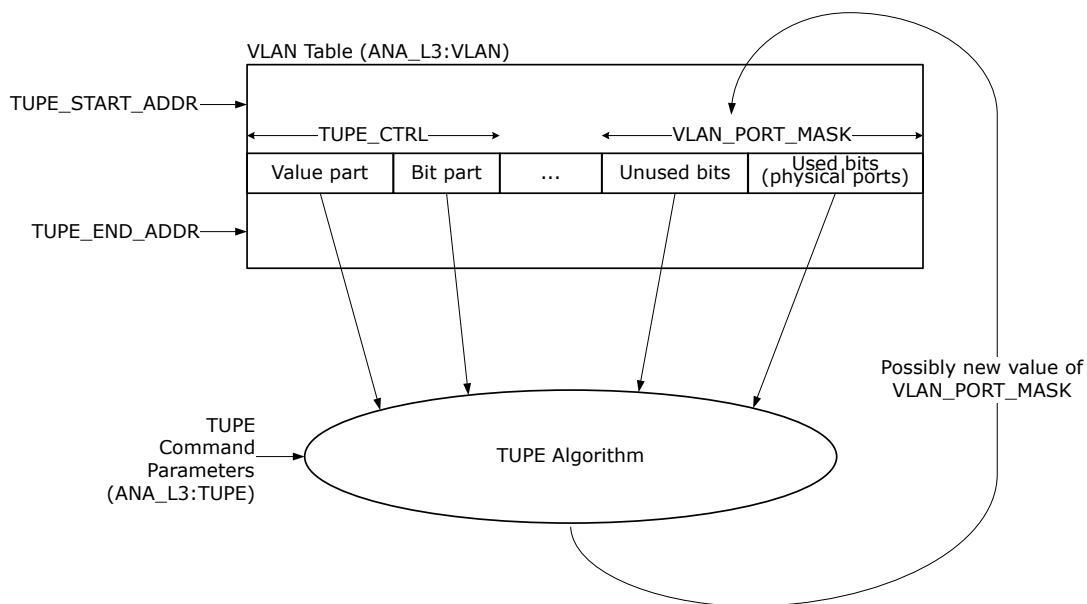 VLAN Table (ANA_L3:VLAN)
TUPE_START_ADDR
TUPE_CTRL
VLAN_PORT_MASK
Value part
Bit part
...
Unused bits
Used bits
(physical ports)
TUPE_END_ADDR
Possibly new value of
VLAN_PORT_MASK
TUPE
Command
Parameters
(ANA_L3:TUPE)
TUPE Algorithm